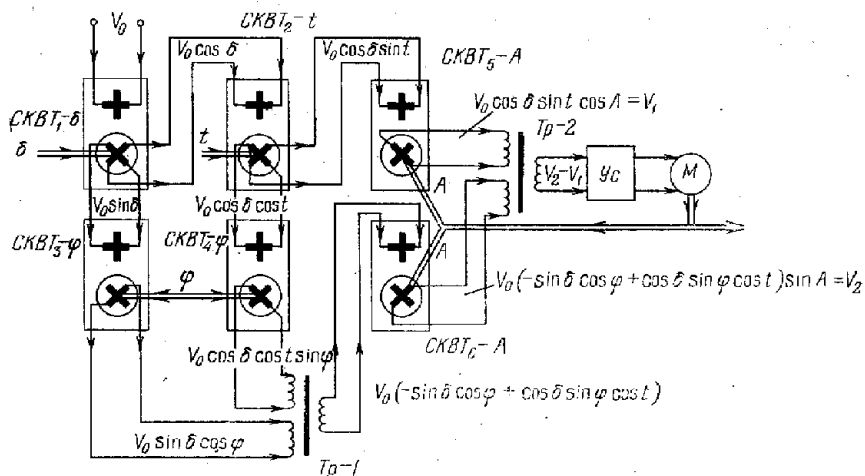 V₀
СКВТ₂-t
V₀ cos δ
V₀ cos δ sin t
СКВТ₅-A
СКВТ₁-δ
δ
t
V₀ cos δ sin t cos A = V₁
Тр-2
V₂-V₁
УС
М
A
V₀ sin δ
V₀ cos δ cos t
СКВТ₃-φ
СКВТ₄-φ
φ
A
V₀(-sin δ cos φ + cos δ sin φ cos t) sin A = V₂
СКВТ₆-A
V₀ cos δ cos t sin φ
V₀(-sin δ cos φ + cos δ sin φ cos t)
V₀ sin δ cos φ
Тр-1